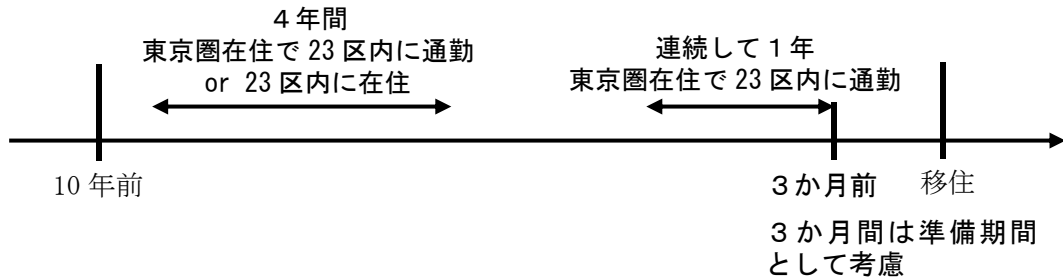 ４年間
東京圏在住で 23 区内に通勤
or 23 区内に在住
連続して１年
東京圏在住で 23 区内に通勤
10 年前
３か月前
移住
３か月間は準備期間
として考慮